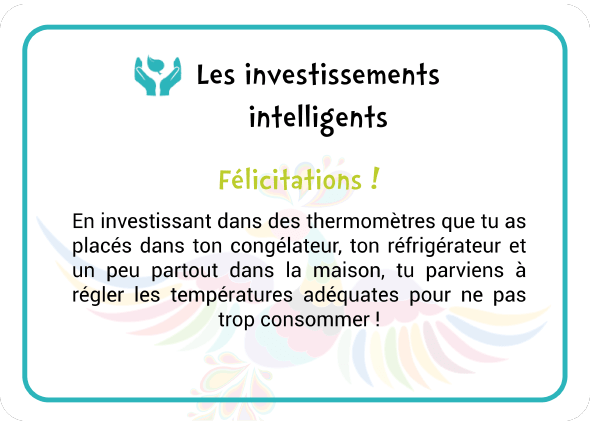 Les investissements
intelligents
Félicitations !
En investissant dans des thermomètres que tu as
placés dans ton congélateur, ton réfrigérateur et
un peu partout dans la maison, tu parviens à
régler les températures adéquates pour ne pas
trop consommer !